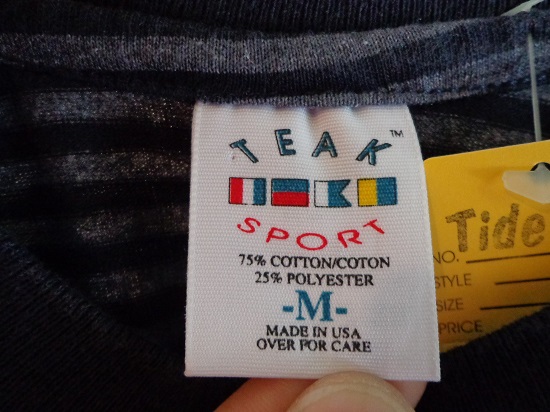 TEAK™
SPORT
75% COTTON/COTON
25% POLYESTER
-M-
MADE IN USA
OVER FOR CARE
Tide
NO.
STYLE
SIZE
PRICE